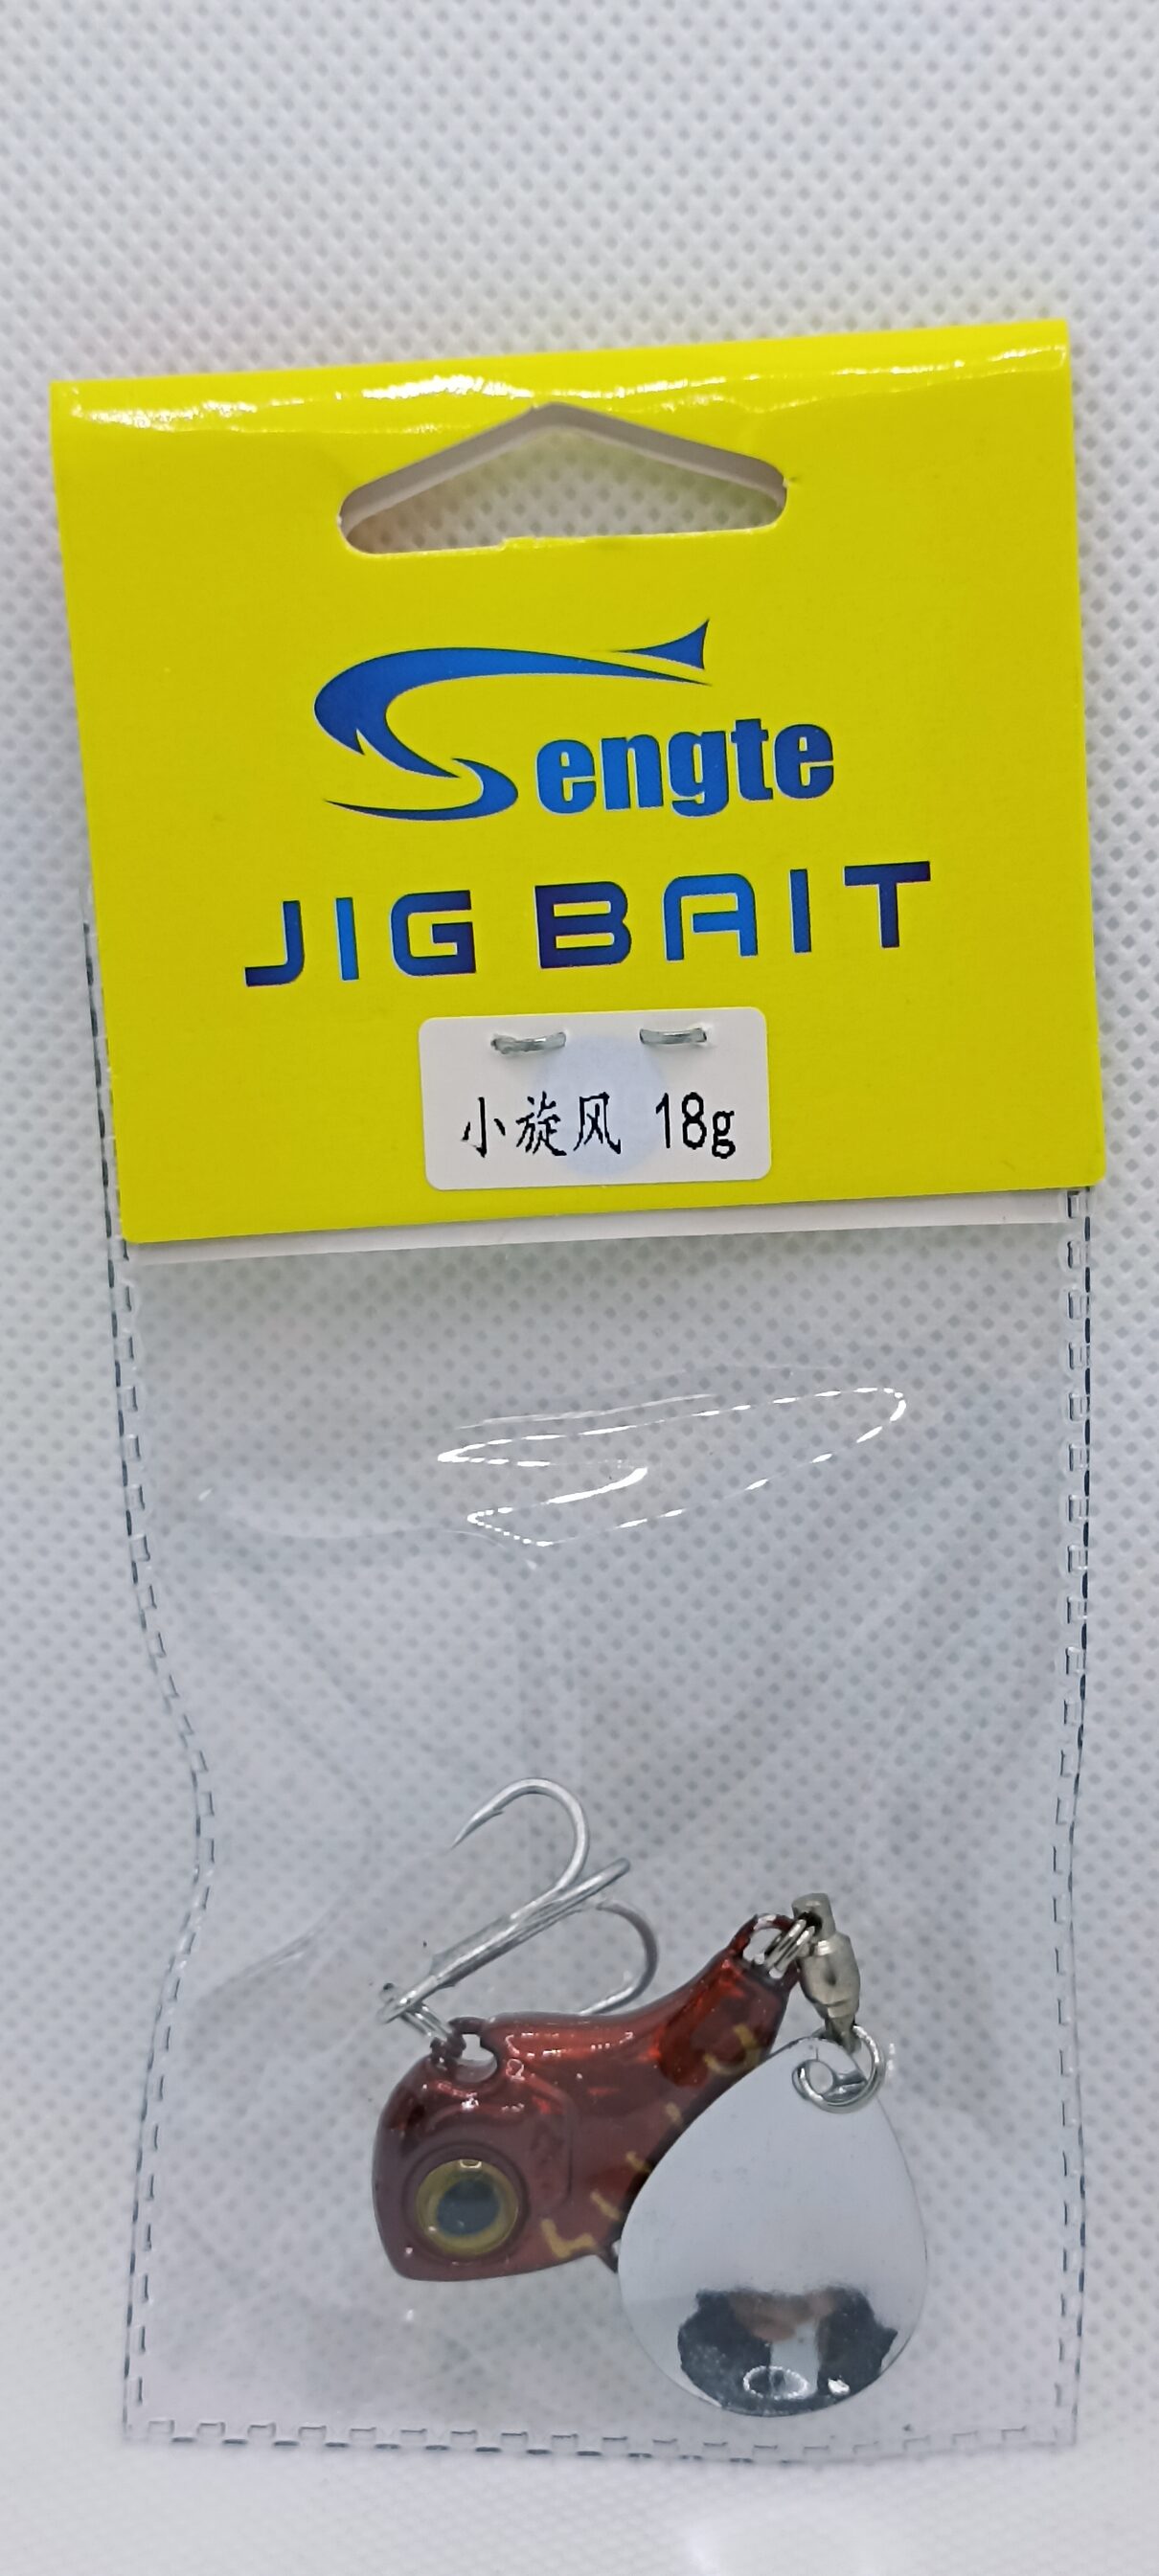 Sengte
JIG BAIT
小旋风 18g